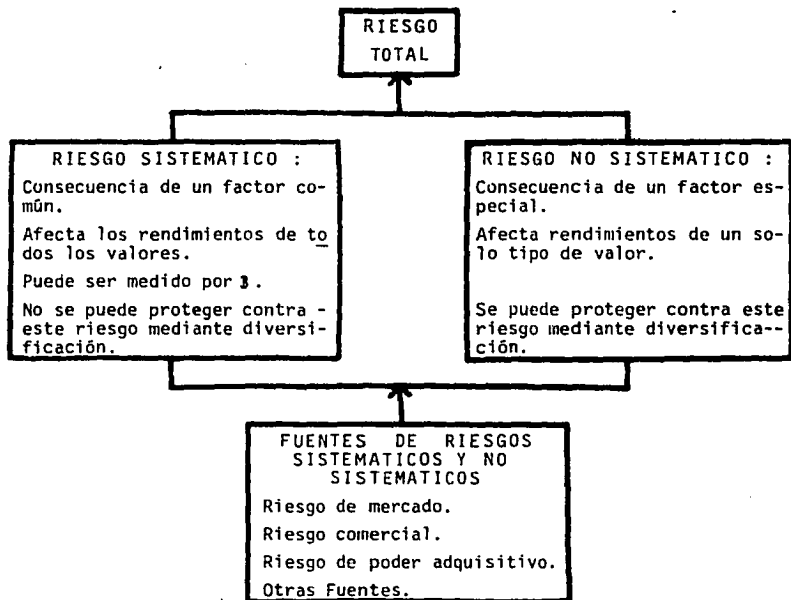 RIESGO
TOTAL
RIESGO SISTEMATICO :
Consecuencia de un factor co-
mún.
Afecta los rendimientos de to
dos los valores.
Puede ser medido por 3.
No se puede proteger contra -
este riesgo mediante diversi-
ficación.
RIESGO NO SISTEMATICO :
Consecuencia de un factor es-
pecial.
Afecta rendimientos de un so-
lo tipo de valor.
Se puede proteger contra este
riesgo mediante diversifica--
ción.
FUENTES DE RIESGOS
SISTEMATICOS Y NO
SISTEMATICOS
Riesgo de mercado.
Riesgo comercial.
Riesgo de poder adquisitivo.
Otras Fuentes.